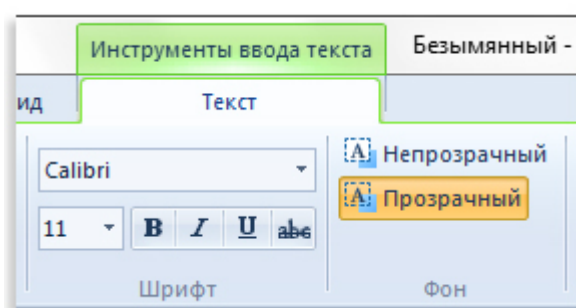 Инструменты ввода текста
Безымянный -
ид
Текст
Calibri
11
B I U abc
Шрифт
A Непрозрачный
A Прозрачный
Фон